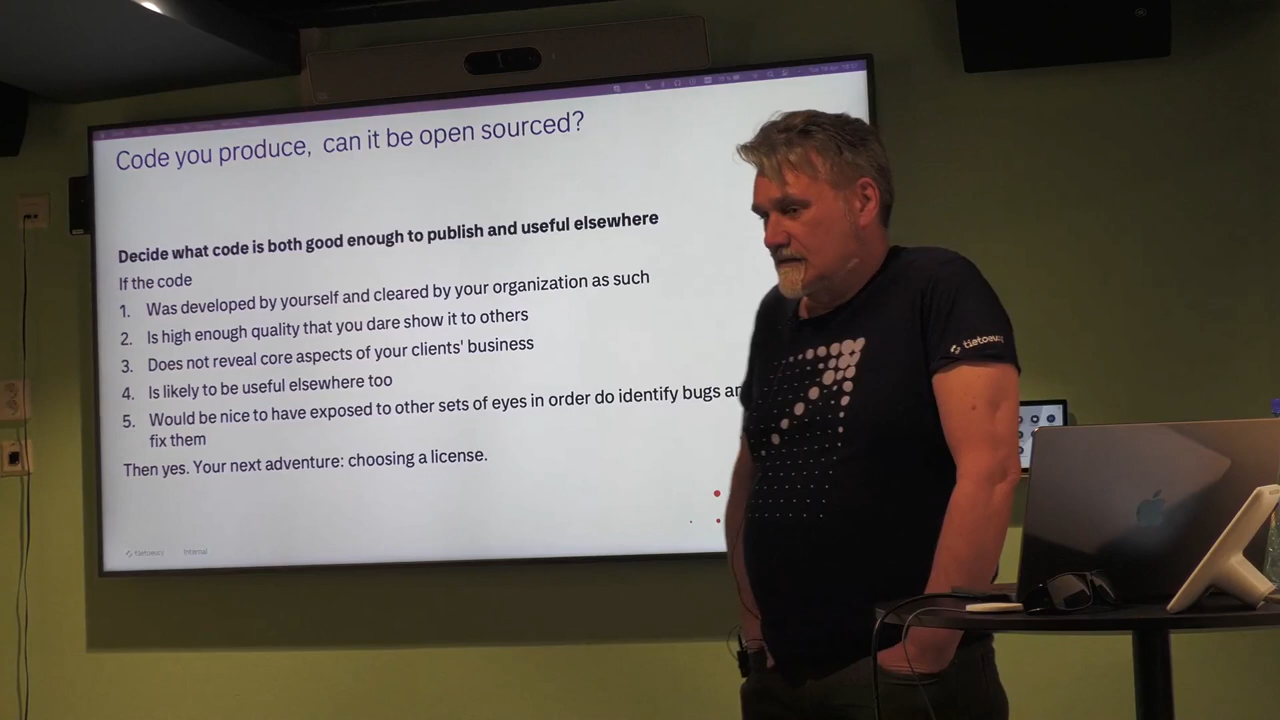 Code you produce,  can it be open sourced?
Decide what code is both good enough to publish and useful elsewhere
If the code
1. Was developed by yourself and cleared by your organization as such
2. Is high enough quality that you dare show it to others
3. Does not reveal core aspects of your clients' business
4. Is likely to be useful elsewhere too
5. Would be nice to have exposed to other sets of eyes in order do identify bugs
fix them
Then yes. Your next adventure: choosing a license.
tietoevry Internal